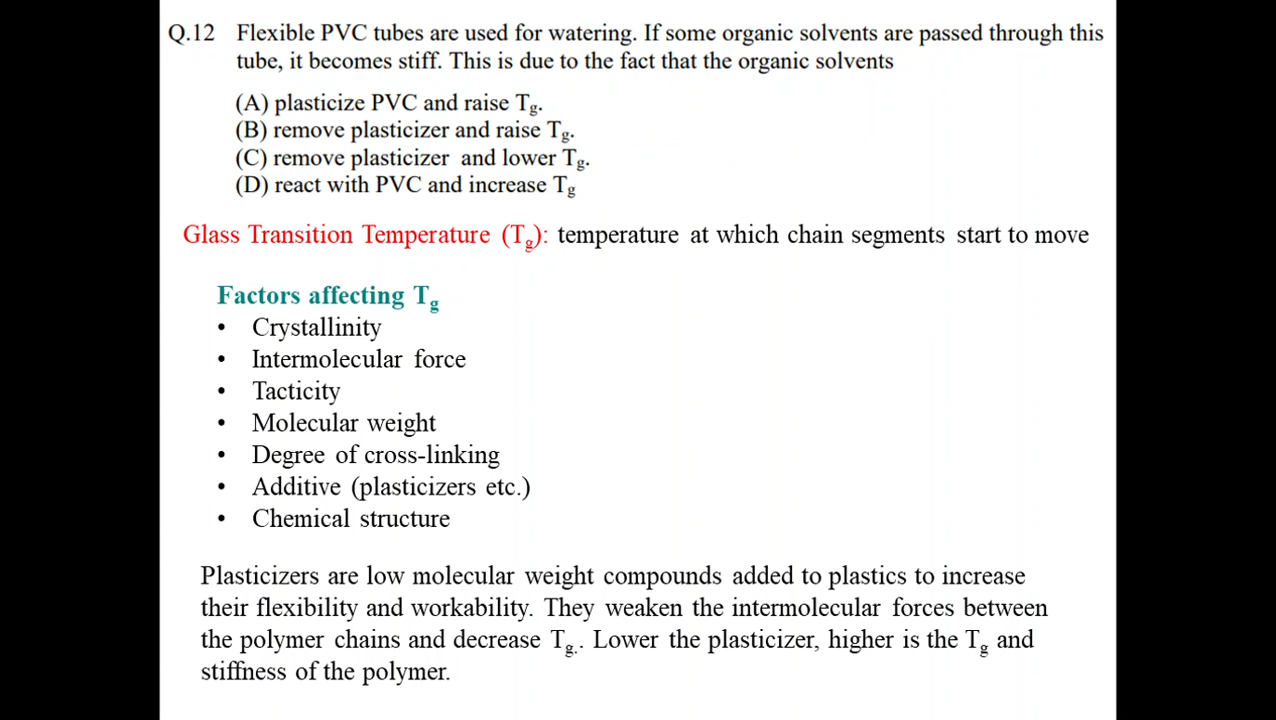 Q.12 Flexible PVC tubes are used for watering. If some organic solvents are passed through this
tube, it becomes stiff. This is due to the fact that the organic solvents
(A) plasticize PVC and raise Tg.
(B) remove plasticizer and raise Tg.
(C) remove plasticizer and lower Tg.
(D) react with PVC and increase Tg
Glass Transition Temperature (Tg): temperature at which chain segments start to move
Factors affecting Tg
• Crystallinity
• Intermolecular force
• Tacticity
• Molecular weight
• Degree of cross-linking
• Additive (plasticizers etc.)
• Chemical structure
Plasticizers are low molecular weight compounds added to plastics to increase
their flexibility and workability. They weaken the intermolecular forces between
the polymer chains and decrease Tg.. Lower the plasticizer, higher is the Tg and
stiffness of the polymer.